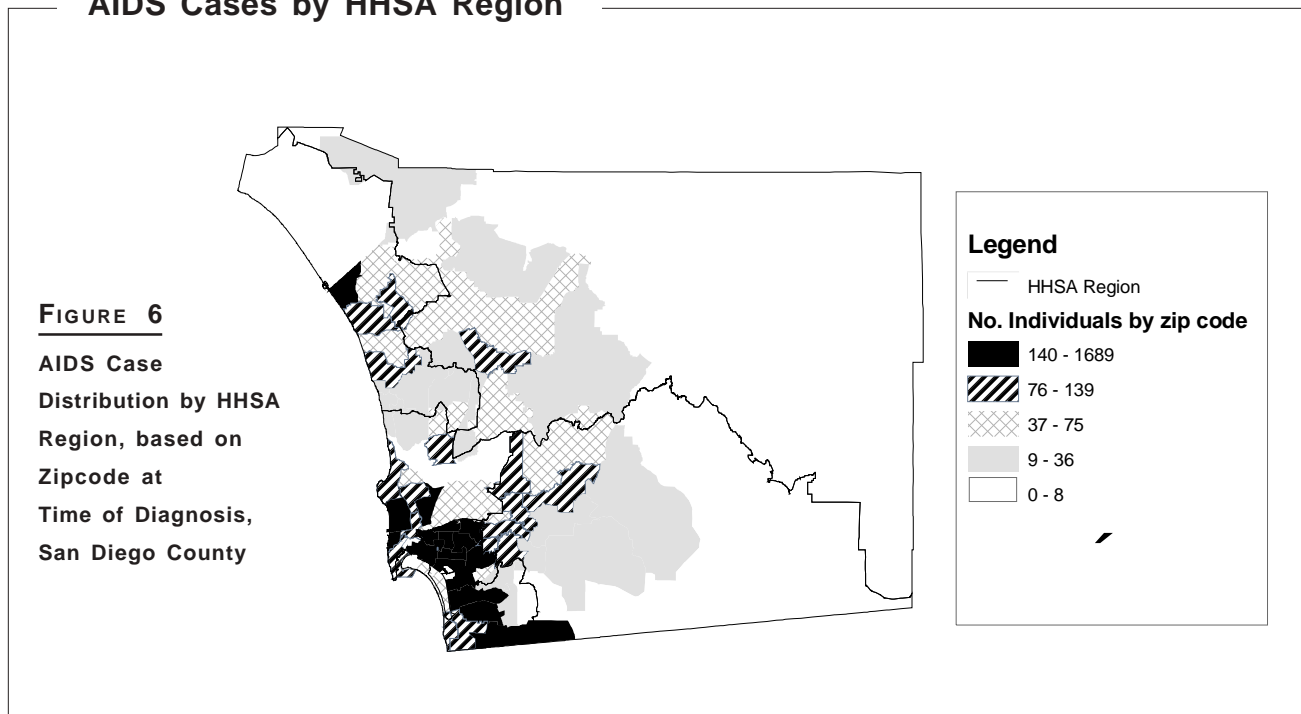 AIDS Cases by HHSA Region
FIGURE 6
AIDS Case
Distribution by HHSA
Region, based on
Zipcode at
Time of Diagnosis,
San Diego County
Legend
HHSA Region
No. Individuals by zip code
140 - 1689
76 - 139
37 - 75
9 - 36
0 - 8